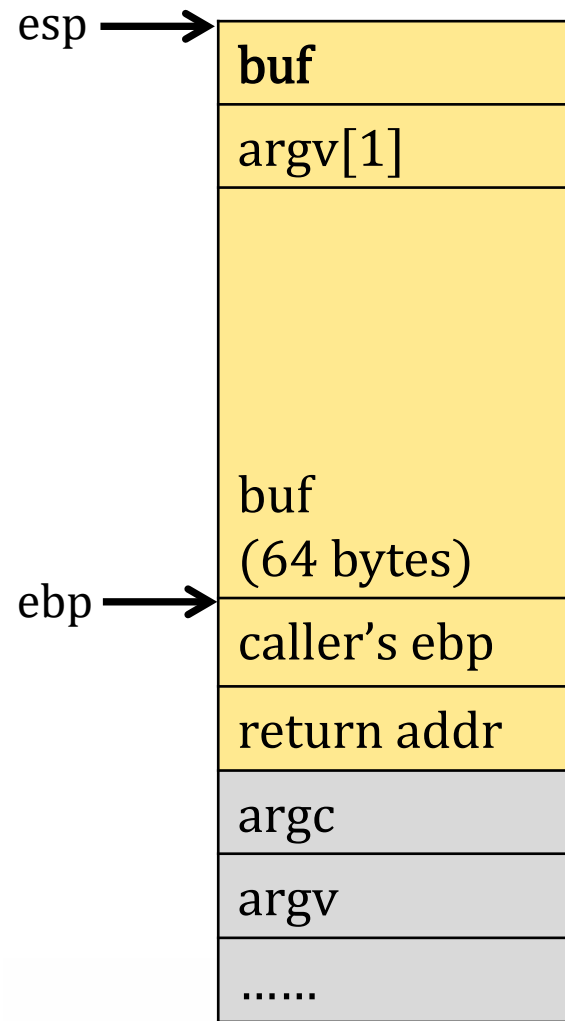 esp
buf
argv[1]
buf
(64 bytes)
ebp
caller’s ebp
return addr
argc
argv
……